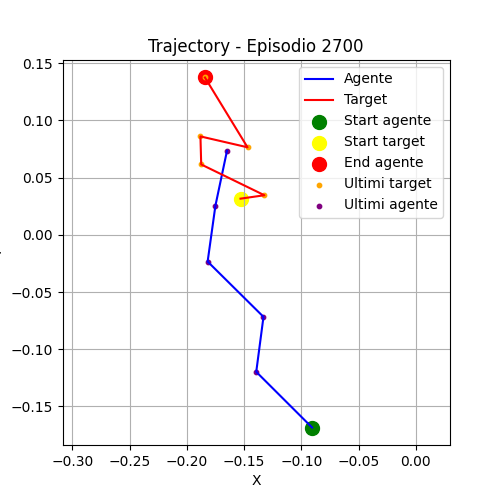 Trajectory - Episodio 2700
0.15
0.10
0.05
0.00
−0.05
−0.10
−0.15
Agente
Target
Start agente
Start target
End agente
Ultimi target
Ultimi agente
−0.30 −0.25 −0.20 −0.15 −0.10 −0.05 0.00
X